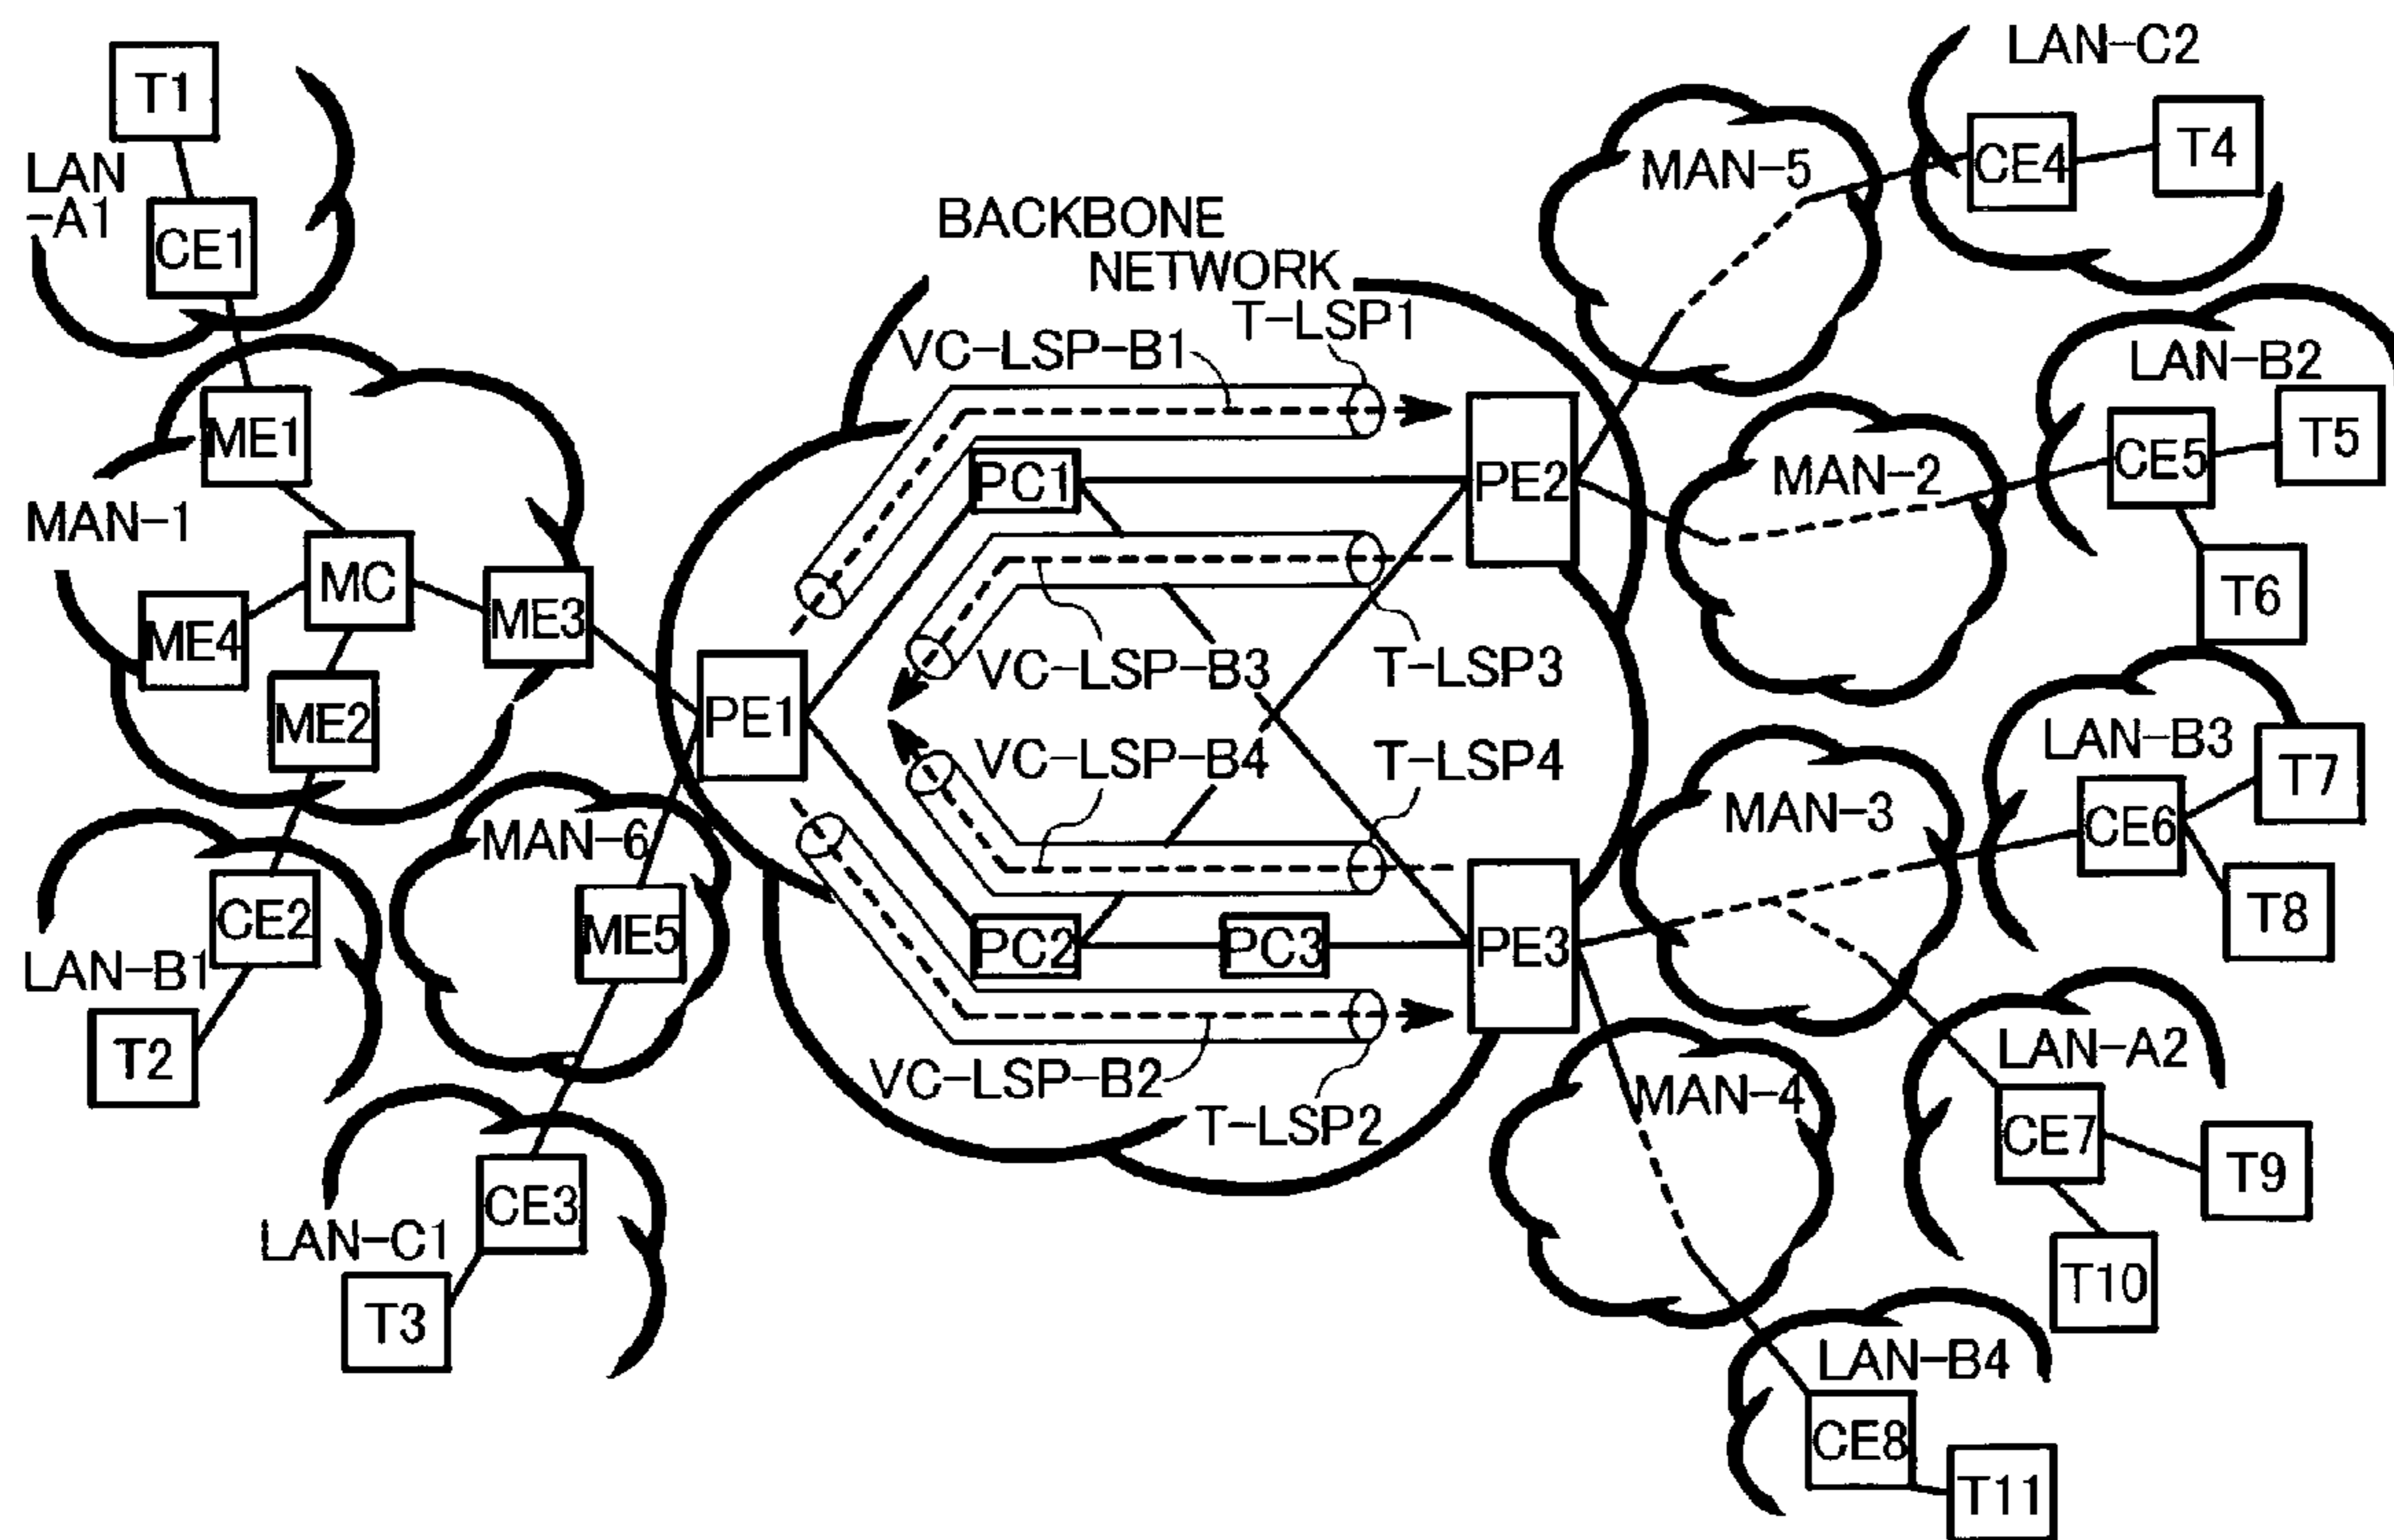 T1
LAN
-A1
CE1
ME1
MAN-1
MC
ME4
ME3
ME2
LAN-B1
CE2
T2
MAN-6
ME5
LAN-C1
CE3
T3
BACKBONE
NETWORK
T-LSP1
VC-LSP-B1
PC1
PE2
PE1
VC-LSP-B3
T-LSP3
VC-LSP-B4
T-LSP4
PC2
PC3
PE3
VC-LSP-B2
T-LSP2
LAN-C2
MAN-5
CE4
T4
LAN-B2
MAN-2
CE5
T5
T6
LAN-B3
MAN-3
CE6
T7
T8
LAN-A2
MAN-4
CE7
T9
T10
LAN-B4
CE8
T11